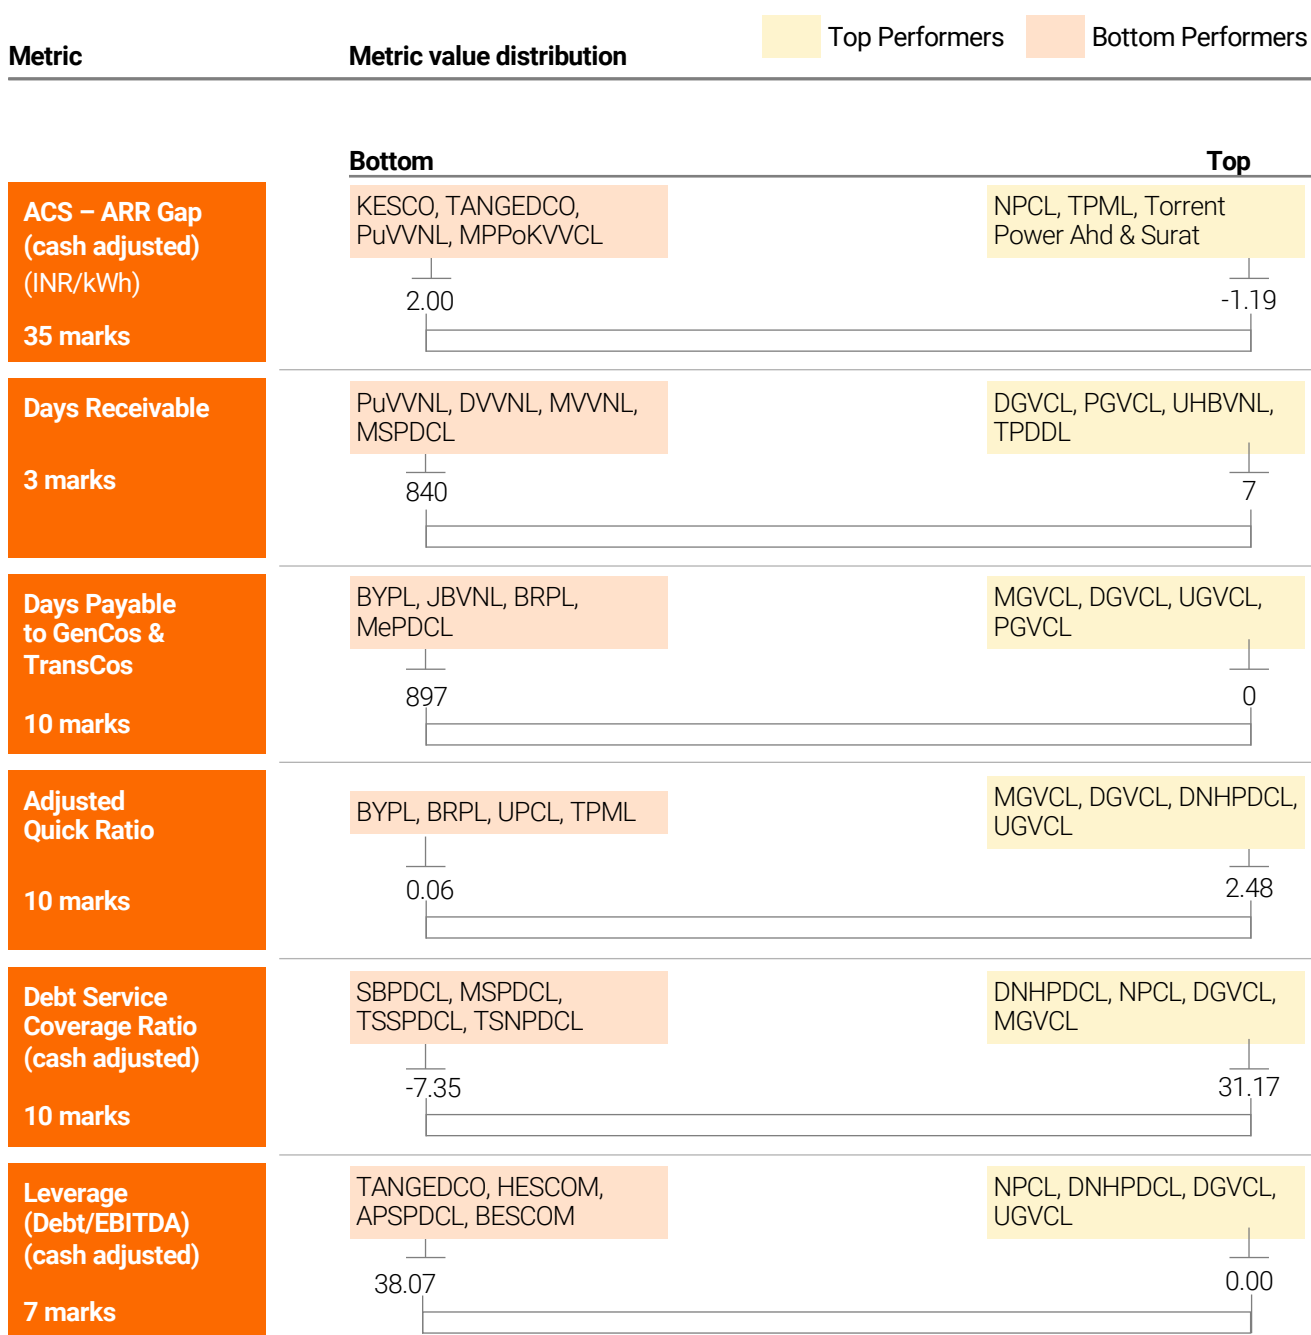 Top Performers
Bottom Performers
Metric
Metric value distribution
Bottom
Top
ACS – ARR Gap
(cash adjusted)
(INR/kWh)
35 marks
KESCO, TANGEDCO,
PuVVNL, MPPoKVVCL
2.00
NPCL, TPML, Torrent
Power Ahd & Surat
-1.19
Days Receivable
3 marks
PuVVNL, DVVNL, MVVNL,
MSPDCL
840
DGVCL, PGVCL, UHBVNL,
TPDDL
7
Days Payable
to GenCos &
TransCos
10 marks
BYPL, JBVNL, BRPL,
MePDCL
897
MGVCL, DGVCL, UGVCL,
PGVCL
0
Adjusted
Quick Ratio
10 marks
BYPL, BRPL, UPCL, TPML
0.06
MGVCL, DGVCL, DNHPDCL,
UGVCL
2.48
Debt Service
Coverage Ratio
(cash adjusted)
10 marks
SBPDCL, MSPDCL,
TSSPDCL, TSNPDCL
-7.35
DNHPDCL, NPCL, DGVCL,
MGVCL
31.17
Leverage
(Debt/EBITDA)
(cash adjusted)
7 marks
TANGEDCO, HESCOM,
APSPDCL, BESCOM
38.07
NPCL, DNHPDCL, DGVCL,
UGVCL
0.00